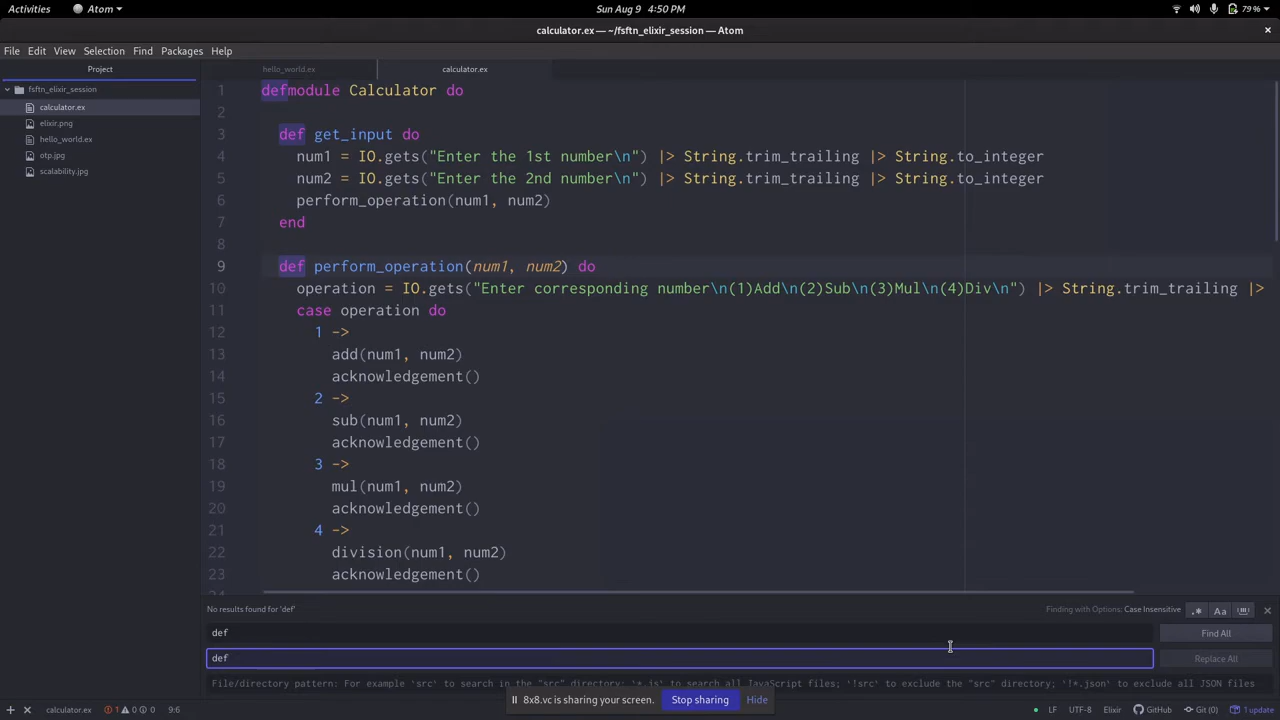 Activities
Atom
Sun Aug 9 4:50 PM
79 %
calculator.ex — ~/fsftn_elixir_session — Atom
File Edit View Selection Find Packages Help
Project
hello_world.ex
calculator.ex
fsftn_elixir_session
calculator.ex
elixir.png
hello_world.ex
otp.jpg
scalability.jpg
1 defmodule Calculator do
2
3 def get_input do
4 num1 = IO.gets("Enter the 1st number\n") |> String.trim_trailing |> String.to_integer
5 num2 = IO.gets("Enter the 2nd number\n") |> String.trim_trailing |> String.to_integer
6 perform_operation(num1, num2)
7 end
8
9 def perform_operation(num1, num2) do
10 operation = IO.gets("Enter corresponding number\n(1)Add\n(2)Sub\n(3)Mul\n(4)Div\n") |> String.trim_trailing |>
11 case operation do
12 1 ->
13 add(num1, num2)
14 acknowledgement()
15 2 ->
16 sub(num1, num2)
17 acknowledgement()
18 3 ->
19 mul(num1, num2)
20 acknowledgement()
21 4 ->
22 division(num1, num2)
23 acknowledgement()
No results found for 'def'
Finding with Options: Case Insensitive
.* Aa
def
Find All
def
Replace All
File/directory pattern: For example 'src' to search in the "src" directory; '*.js' to search all JavaScript files; '!src' to exclude the "src" directory; '!*.json' to exclude all JSON files
8x8.vc is sharing your screen.
Stop sharing
Hide
calculator.ex
1 0 0
9:6
LF
UTF-8
Elixir
GitHub
Git (0)
1 update